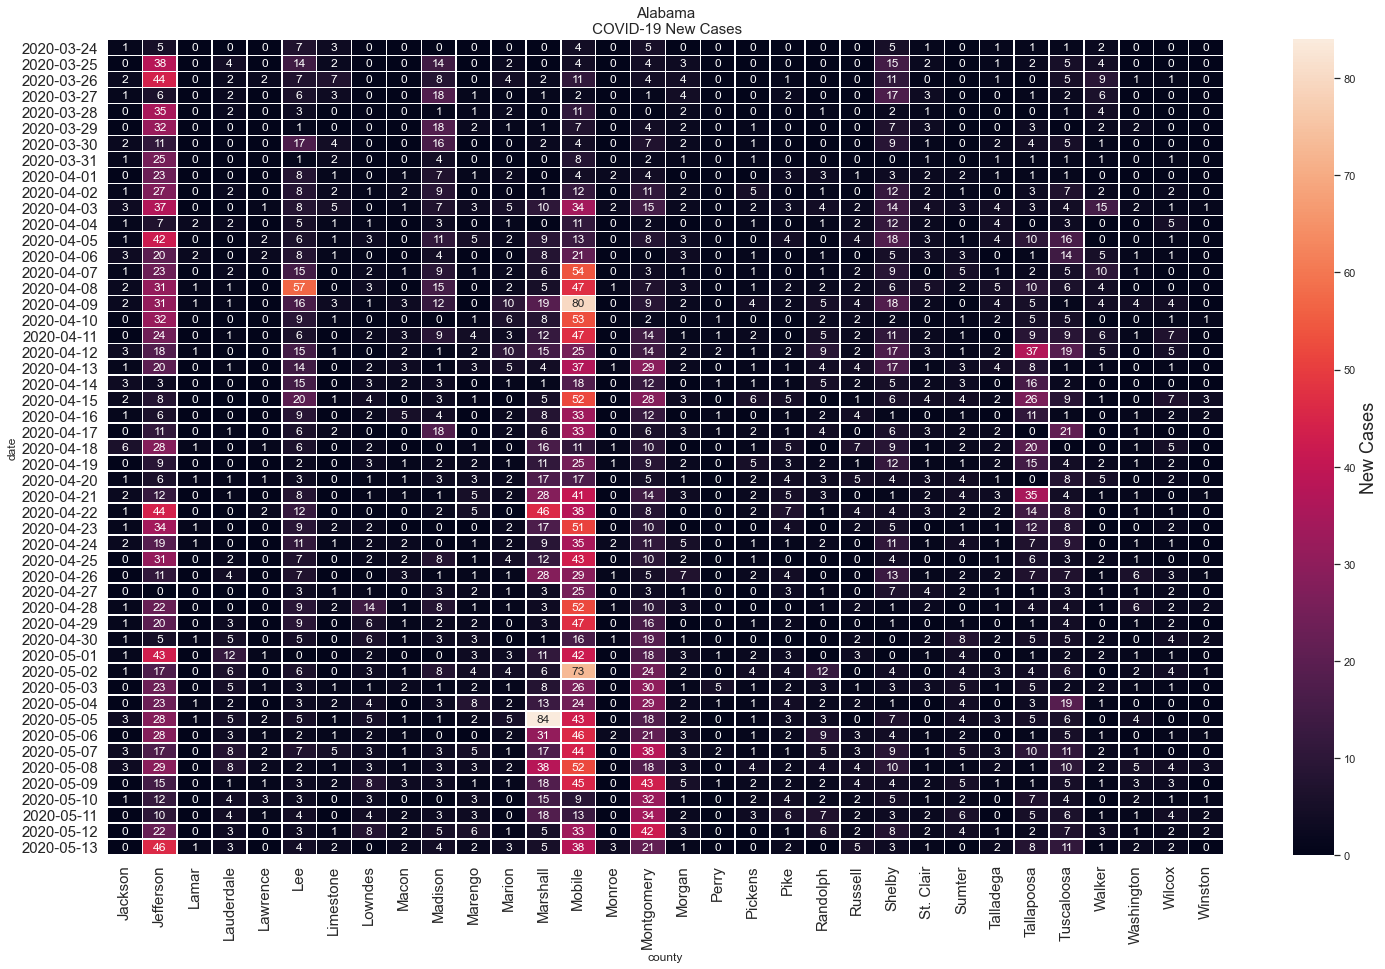 Alabama
COVID-19 New Cases
2020-03-24 1 5 0 0 0 7 3 0 0 0 0 0 0 4 0 5 0 0 0 0 0 0 5 1 0 1 1 1 2 0 0 0
2020-03-25 0 38 0 4 0 14 2 0 0 14 0 2 0 4 0 4 3 0 0 0 0 0 15 2 0 1 2 5 4 0 0 0
2020-03-26 2 44 0 2 2 7 7 0 0 8 0 4 2 11 0 4 4 0 0 1 0 0 11 0 0 1 0 5 9 1 1 0
2020-03-27 1 6 0 2 0 6 3 0 0 18 1 0 1 2 0 1 4 0 0 2 0 0 17 3 0 0 1 2 6 0 0 0
2020-03-28 0 35 0 2 0 3 0 0 0 1 1 2 0 11 0 0 2 0 0 0 1 0 2 1 0 0 0 2 4 0 0 0
2020-03-29 0 32 0 0 0 1 0 0 0 18 2 1 1 7 0 4 2 0 1 0 0 0 7 3 0 0 3 0 0 2 2 0
2020-03-30 2 11 0 0 0 17 4 0 0 16 0 0 2 4 0 7 2 0 1 0 0 0 9 1 0 2 4 5 1 0 0 0
2020-03-31 1 25 0 0 0 1 2 0 0 4 0 0 0 8 0 2 1 0 1 0 0 0 0 1 0 1 1 1 1 0 0 0
2020-04-01 0 23 0 0 0 8 1 0 1 7 1 2 0 4 2 4 0 0 0 3 3 1 3 2 2 1 1 1 0 0 0 0
2020-04-02 1 27 0 2 0 8 2 1 2 9 0 0 1 12 0 11 2 0 5 0 1 0 12 2 1 0 3 7 2 0 2 0
2020-04-03 3 37 0 0 1 8 5 0 1 7 3 5 10 34 2 15 2 0 2 3 4 2 14 4 3 4 3 4 15 2 1 1
2020-04-04 1 7 2 2 0 5 1 1 0 3 0 1 0 11 0 2 0 0 1 0 1 2 12 2 0 4 0 3 0 0 5 0
2020-04-05 1 42 0 0 2 6 1 3 0 11 5 2 9 13 0 8 3 0 0 4 0 4 18 3 1 4 10 16 0 0 1 0
2020-04-06 3 20 2 0 2 8 1 0 0 4 0 0 8 21 0 0 3 0 1 0 0 1 5 3 3 0 1 14 5 1 1 0
2020-04-07 1 23 0 2 0 15 0 2 1 9 1 2 6 54 0 3 1 0 1 0 1 2 9 0 5 1 2 5 10 1 0 0
2020-04-08 2 31 1 1 0 57 0 3 0 15 0 2 5 47 1 7 3 0 1 2 2 2 6 5 2 5 10 6 4 0 0 0
2020-04-09 2 31 0 1 1 16 3 1 3 12 0 10 19 80 0 9 2 0 2 4 5 4 18 2 0 4 5 1 4 4 4 0
2020-04-10 0 32 0 0 0 9 1 0 0 0 1 6 8 53 0 2 0 1 0 0 2 2 2 0 1 2 5 5 0 0 1 1
2020-04-11 0 24 0 1 0 6 0 2 3 9 4 3 12 47 0 14 1 1 2 0 5 2 11 2 1 0 9 9 6 1 7 0
2020-04-12 3 18 1 0 0 15 1 0 2 1 2 10 15 25 0 14 2 2 1 2 9 2 17 3 1 2 37 19 5 0 5 0
2020-04-13 1 20 0 1 0 14 0 2 3 1 3 5 4 37 1 29 2 0 1 1 4 4 17 1 3 4 8 1 1 0 1 0
2020-04-14 3 3 0 0 0 15 0 3 2 3 0 1 1 18 0 12 0 1 1 1 5 2 5 2 3 0 16 2 0 0 0 0
2020-04-15 2 8 0 0 0 20 1 4 0 3 1 0 5 52 0 28 3 0 6 5 0 1 6 4 4 2 26 9 1 0 7 3
2020-04-16 1 6 0 0 0 9 0 2 5 4 0 2 8 33 0 12 0 1 0 1 2 4 1 0 1 0 11 1 0 1 2 2
2020-04-17 0 11 0 1 0 6 2 0 0 18 0 2 6 33 0 6 3 1 2 1 4 0 6 3 2 2 0 21 0 1 0 0
2020-04-18 6 28 1 0 1 6 0 2 0 0 1 0 16 11 1 10 0 0 1 5 0 7 9 1 2 2 20 0 0 1 5 0
2020-04-19 0 9 0 0 0 2 0 3 1 2 2 1 11 25 1 9 2 0 5 3 2 1 12 1 1 2 15 4 2 1 2 0
2020-04-20 1 6 1 1 1 3 0 1 1 3 3 2 17 17 0 5 1 0 2 4 3 5 4 3 4 1 0 8 5 0 2 0
2020-04-21 2 12 0 1 0 8 0 1 1 1 5 2 28 41 0 14 3 0 2 5 3 0 1 2 4 3 35 4 1 1 0 1
2020-04-22 1 44 0 0 2 12 0 0 0 2 5 0 46 38 0 8 0 0 2 7 1 4 4 3 2 2 14 8 0 1 1 0
2020-04-23 1 34 1 0 0 9 2 2 0 0 2 0 17 51 0 10 0 0 0 4 0 2 5 0 1 1 12 8 0 0 2 0
2020-04-24 2 19 1 0 0 11 1 2 2 0 1 2 9 35 2 11 5 0 1 1 2 0 11 1 4 1 7 9 0 1 1 0
2020-04-25 0 31 0 2 0 7 0 2 2 8 1 4 12 43 0 10 2 0 1 0 0 0 4 0 0 1 6 3 2 1 0 0
2020-04-26 0 11 0 4 0 7 0 0 3 1 1 1 28 29 1 5 7 0 2 4 0 0 13 1 2 2 7 7 1 6 3 1
2020-04-27 0 0 0 0 0 3 1 1 0 3 2 1 3 25 0 3 1 0 0 3 1 0 7 4 2 1 1 3 1 1 2 0
2020-04-28 1 22 0 0 0 9 2 14 1 8 1 1 3 52 1 10 3 0 0 0 1 2 1 2 0 1 4 4 1 6 2 2
2020-04-29 1 20 0 3 0 9 0 6 1 2 2 0 3 47 0 16 0 0 0 0 2 1 1 0 1 1 4 0 0 1 2 0
2020-04-30 1 5 1 5 0 5 0 6 1 3 3 0 1 16 1 19 1 0 0 0 0 2 0 2 8 2 5 5 2 0 4 2
2020-05-01 1 43 0 12 1 0 0 2 0 0 3 3 11 42 0 18 3 1 2 3 0 3 0 1 4 0 1 2 2 1 1 0
2020-05-02 1 17 0 6 0 6 0 3 1 8 4 4 6 73 0 24 2 0 4 4 12 0 4 0 4 3 4 6 0 2 4 1
2020-05-03 0 23 0 5 1 3 1 1 2 1 2 1 8 26 0 30 1 5 1 2 3 1 3 3 5 1 5 2 2 1 1 0
2020-05-04 0 23 1 2 0 3 2 4 0 3 8 2 13 24 0 29 2 1 1 4 2 2 1 0 4 0 3 19 1 0 0 0
2020-05-05 3 28 1 5 2 5 1 5 1 1 2 5 84 43 0 18 2 0 1 3 3 0 7 0 4 3 5 6 0 4 0 0
2020-05-06 0 28 0 3 1 2 1 2 1 0 0 2 31 46 2 21 3 0 0 2 9 3 4 1 2 0 1 5 1 0 1 1
2020-05-07 3 17 0 8 2 7 5 3 1 3 5 1 17 44 0 38 3 2 1 1 5 3 9 1 5 3 10 11 2 1 0 0
2020-05-08 3 29 0 8 2 2 1 3 1 3 3 2 38 52 0 18 3 0 4 2 4 4 10 1 1 2 1 10 2 5 4 3
2020-05-09 0 15 0 1 1 3 2 8 3 3 1 1 18 45 0 43 5 1 2 2 2 4 4 2 5 1 1 5 1 3 3 0
2020-05-10 1 12 0 4 3 3 0 3 0 0 3 0 15 9 0 32 1 0 2 4 2 2 5 1 2 0 7 4 0 2 1 1
2020-05-11 0 10 0 4 1 4 0 4 2 3 3 0 18 13 0 34 2 0 3 6 7 2 3 2 6 0 5 6 1 1 4 2
2020-05-12 0 22 0 3 0 3 1 8 2 5 6 1 5 33 0 42 3 0 0 1 6 2 8 2 4 1 2 7 3 1 2 2
2020-05-13 0 46 1 3 0 4 2 0 2 4 2 3 5 38 3 21 1 0 0 2 0 5 3 1 0 2 8 11 1 2 2 0
date
Jackson Jefferson Lamar Lauderdale Lawrence Lee Limestone Lowndes Macon Madison Marengo Marion Marshall Mobile Monroe Montgomery Morgan Perry Pickens Pike Randolph Russell Shelby St. Clair Sumter Talladega Tallapoosa Tuscaloosa Walker Washington Wilcox Winston
county
80
70
60
50
40
30
20
10
0
New Cases